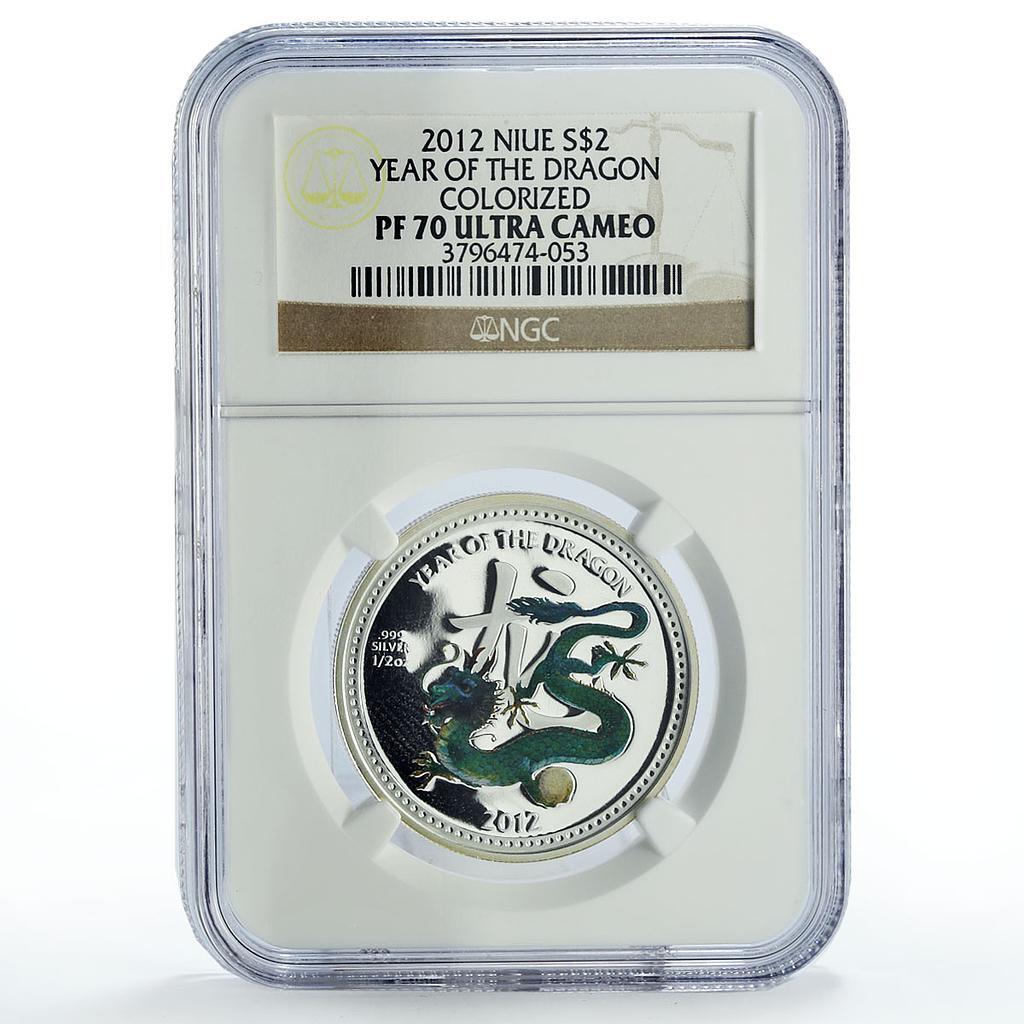 2012 NIUE S$2
YEAR OF THE DRAGON
COLORIZED
PF 70 ULTRA CAMEO
3796474-053
NGC
YEAR OF THE DRAGON
.999
SILVER
1/2oz
龙
2012